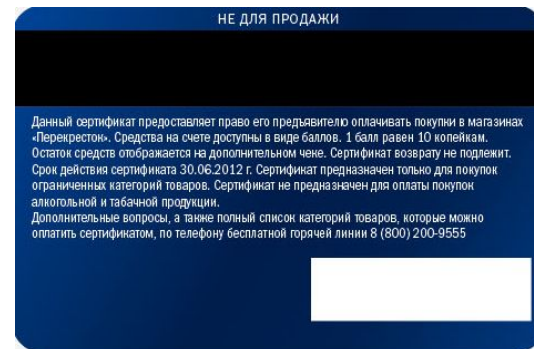 НЕ ДЛЯ ПРОДАЖИ
Данный сертификат предоставляет право его предъявителю оплачивать покупки в магазинах
«Перекресток». Средства на счете доступны в виде баллов. 1 балл равен 10 копейкам.
Остаток средств отображается на дополнительном чеке. Сертификат возврату не подлежит.
Срок действия сертификата 30.06.2012 г. Сертификат предназначен только для покупок
ограниченных категорий товаров. Сертификат не предназначен для оплаты покупок
алкогольной и табачной продукции.
Дополнительные вопросы, а также полный список категорий товаров, которые можно
оплатить сертификатом, по телефону бесплатной горячей линии 8 (800) 200-9555